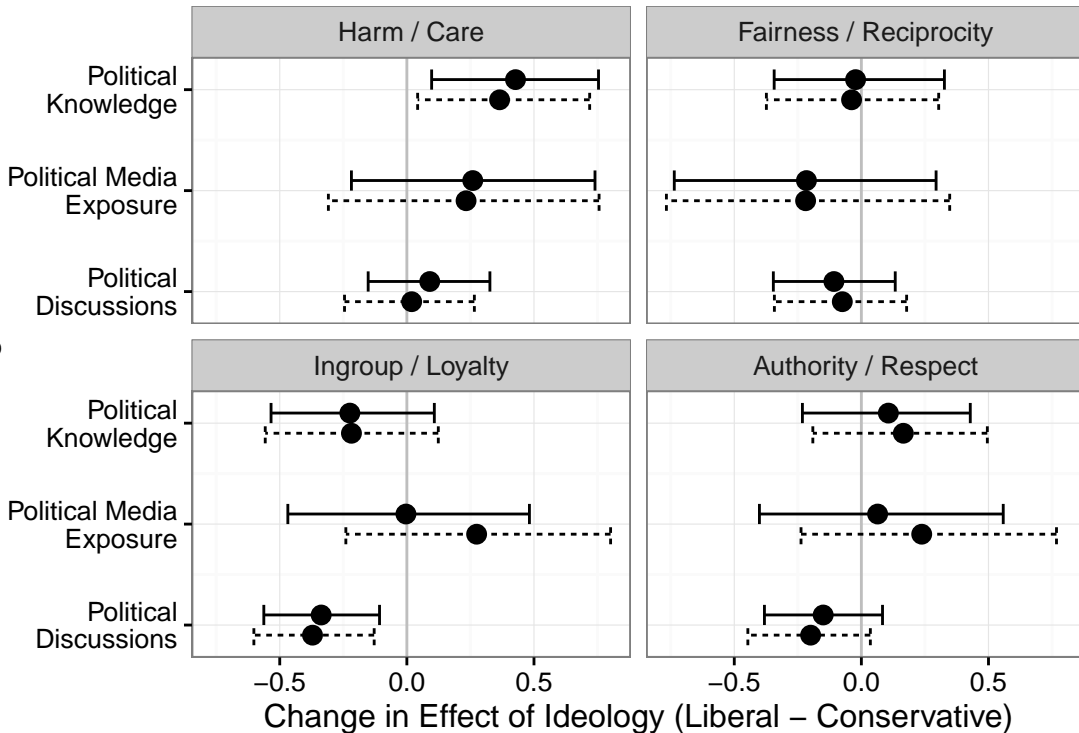 Harm / Care
Fairness / Reciprocity
Political
Knowledge
Political Media
Exposure
Political
Discussions
Ingroup / Loyalty
Authority / Respect
Political
Knowledge
Political Media
Exposure
Political
Discussions
−0.5 0.0 0.5 −0.5 0.0 0.5
Change in Effect of Ideology (Liberal − Conservative)